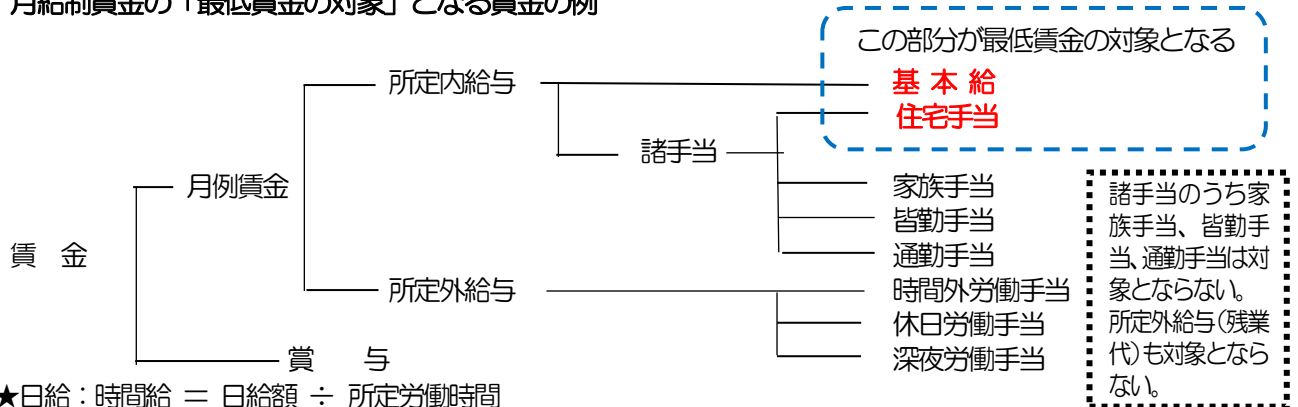 月給制賃金の「最低賃金の対象」となる賃金の例
この部分が最低賃金の対象となる
所定内給与
基 本 給
住宅手当
諸手当
月例賃金
家族手当
皆勤手当
通勤手当
諸手当のうち家
族手当、皆勤手
当、通勤手当は対
象とならない。
所定外給与(残業
代)も対象となら
ない。
賃 金
所定外給与
時間外労働手当
休日労働手当
深夜労働手当
賞 与
★日給:時間給 = 日給額 ÷ 所定労働時間